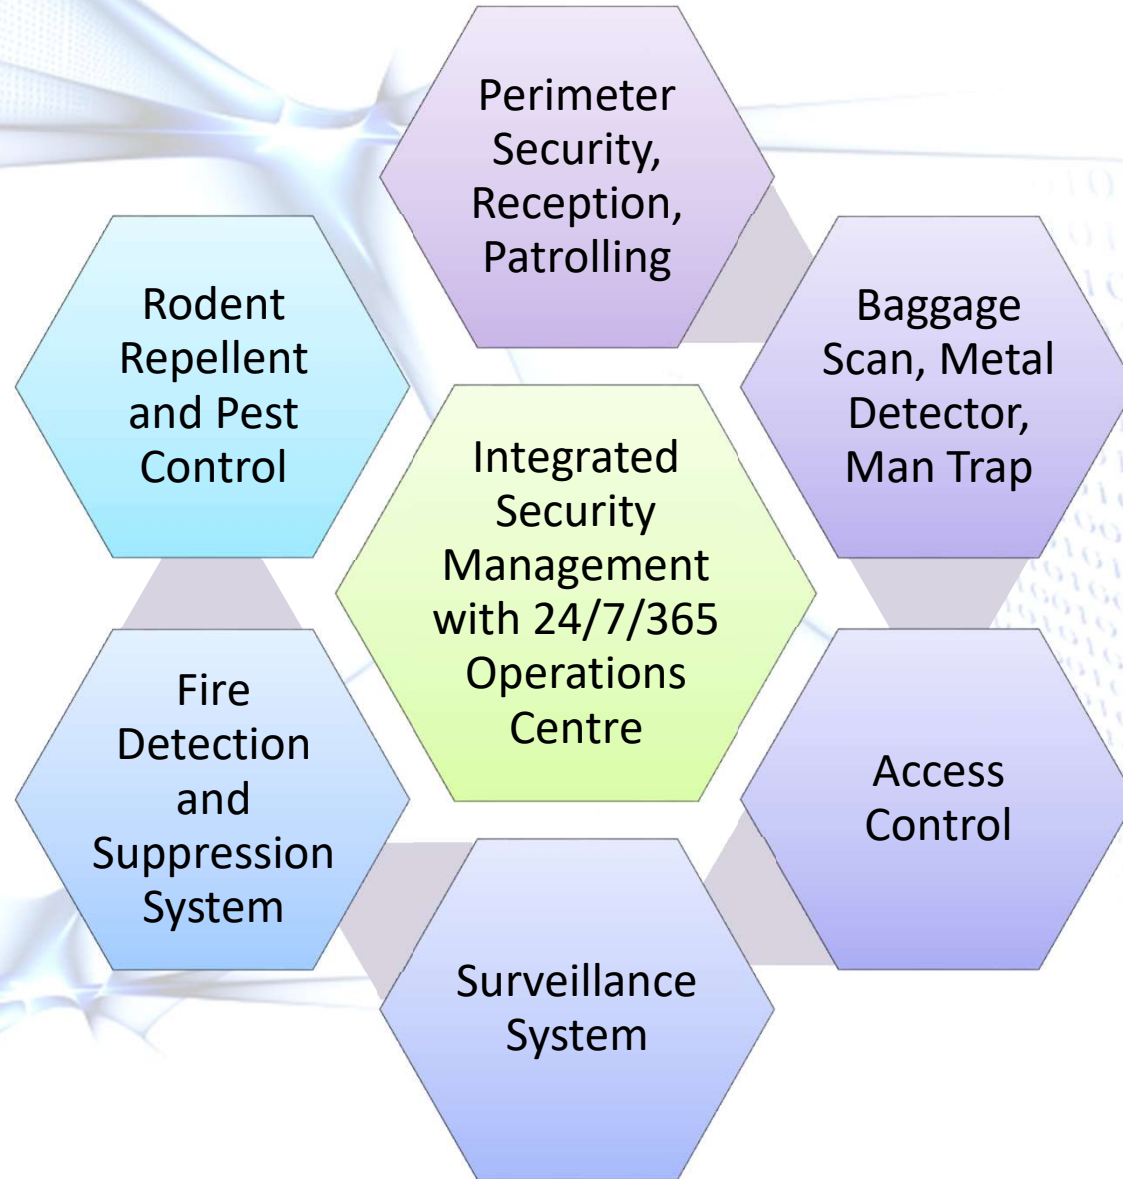 Perimeter
Security,
Reception,
Patrolling
Baggage
Scan, Metal
Detector,
Man Trap
Access
Control
Surveillance
System
Fire
Detection
and
Suppression
System
Rodent
Repellent
and Pest
Control
Integrated
Security
Management
with 24/7/365
Operations
Centre